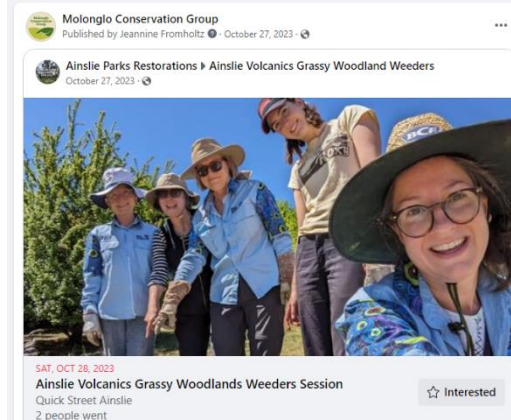 Molonglo Conservation Group
Published by Jeannine Fromholtz · October 27, 2023 ·
Ainslie Parks Restorations ▸ Ainslie Volcanics Grassy Woodland Weeders
October 27, 2023 ·
BCF
SAT, OCT 28, 2023
Ainslie Volcanics Grassy Woodlands Weeders Session
Quick Street Ainslie
2 people went
Interested